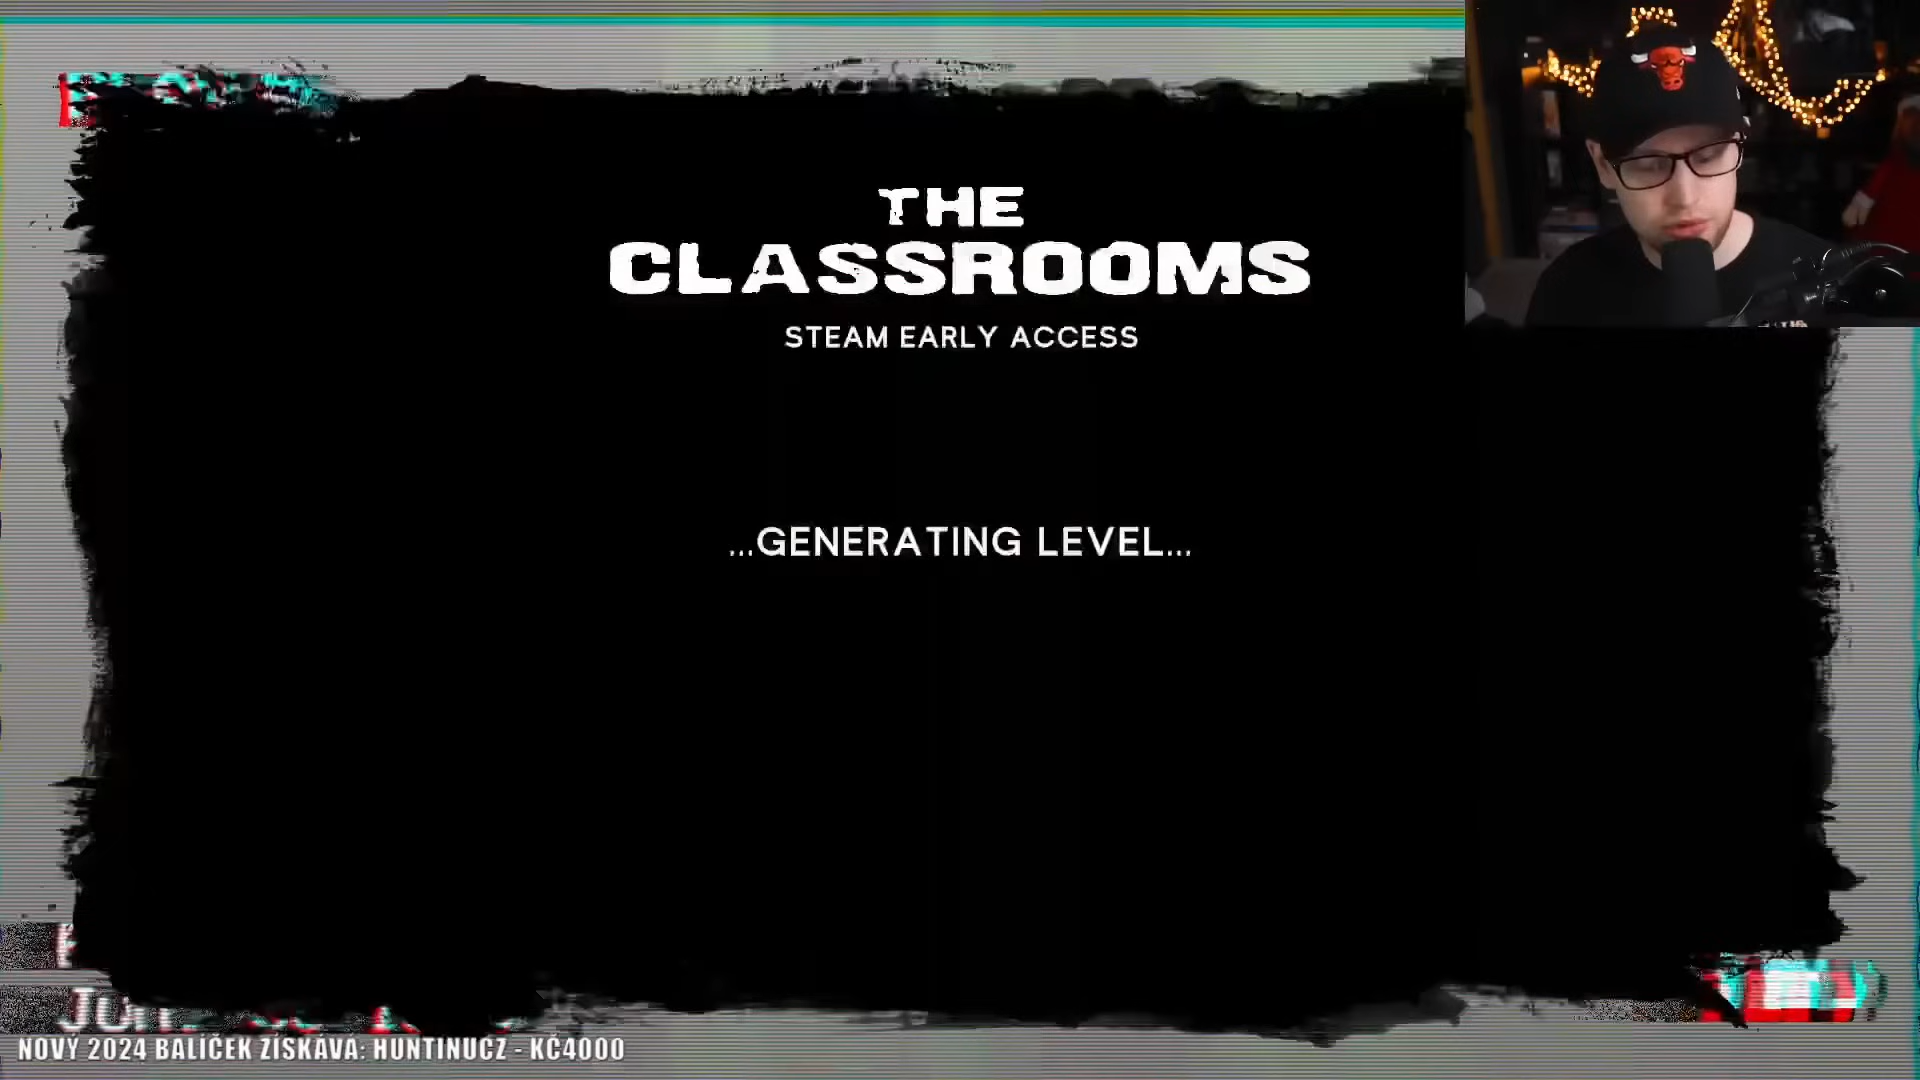 THE
CLASSROOMS
STEAM EARLY ACCESS
...GENERATING LEVEL...
NOVÝ 2024 BALÍČEK ZÍSKÁVÁ: HUNTINUCZ - KČ4000